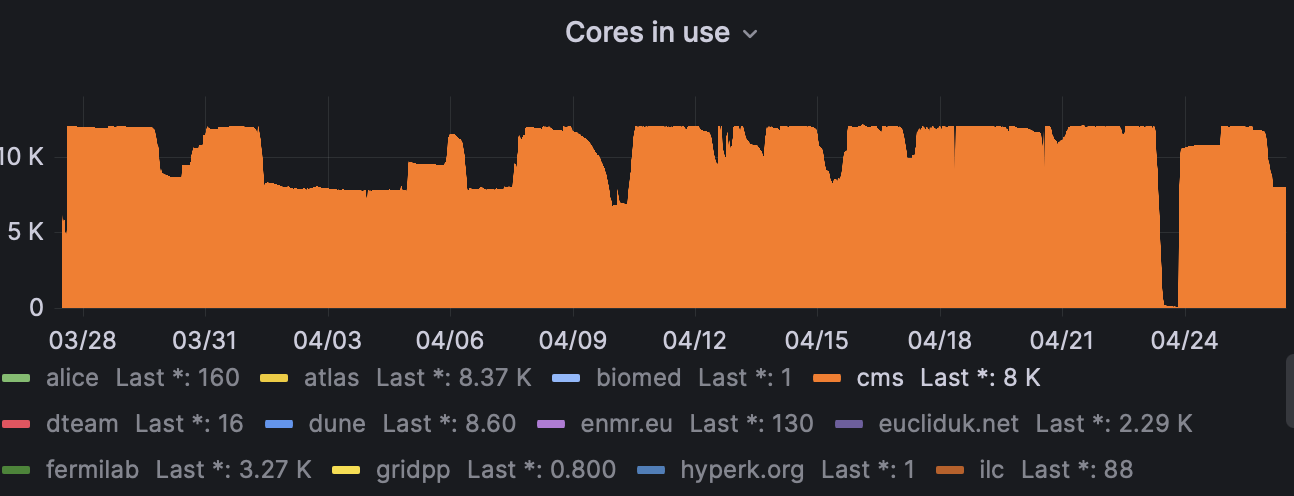 Cores in use
10 K
5 K
0
03/28 03/31 04/03 04/06 04/09 04/12 04/15 04/18 04/21 04/24
alice Last *: 160 atlas Last *: 8.37 K biomed Last *: 1 cms Last *: 8 K
dteam Last *: 16 dune Last *: 8.60 enmr.eu Last *: 130 eucliduk.net Last *: 2.29 K
fermilab Last *: 3.27 K gridpp Last *: 0.800 hyperk.org Last *: 1 ilc Last *: 88